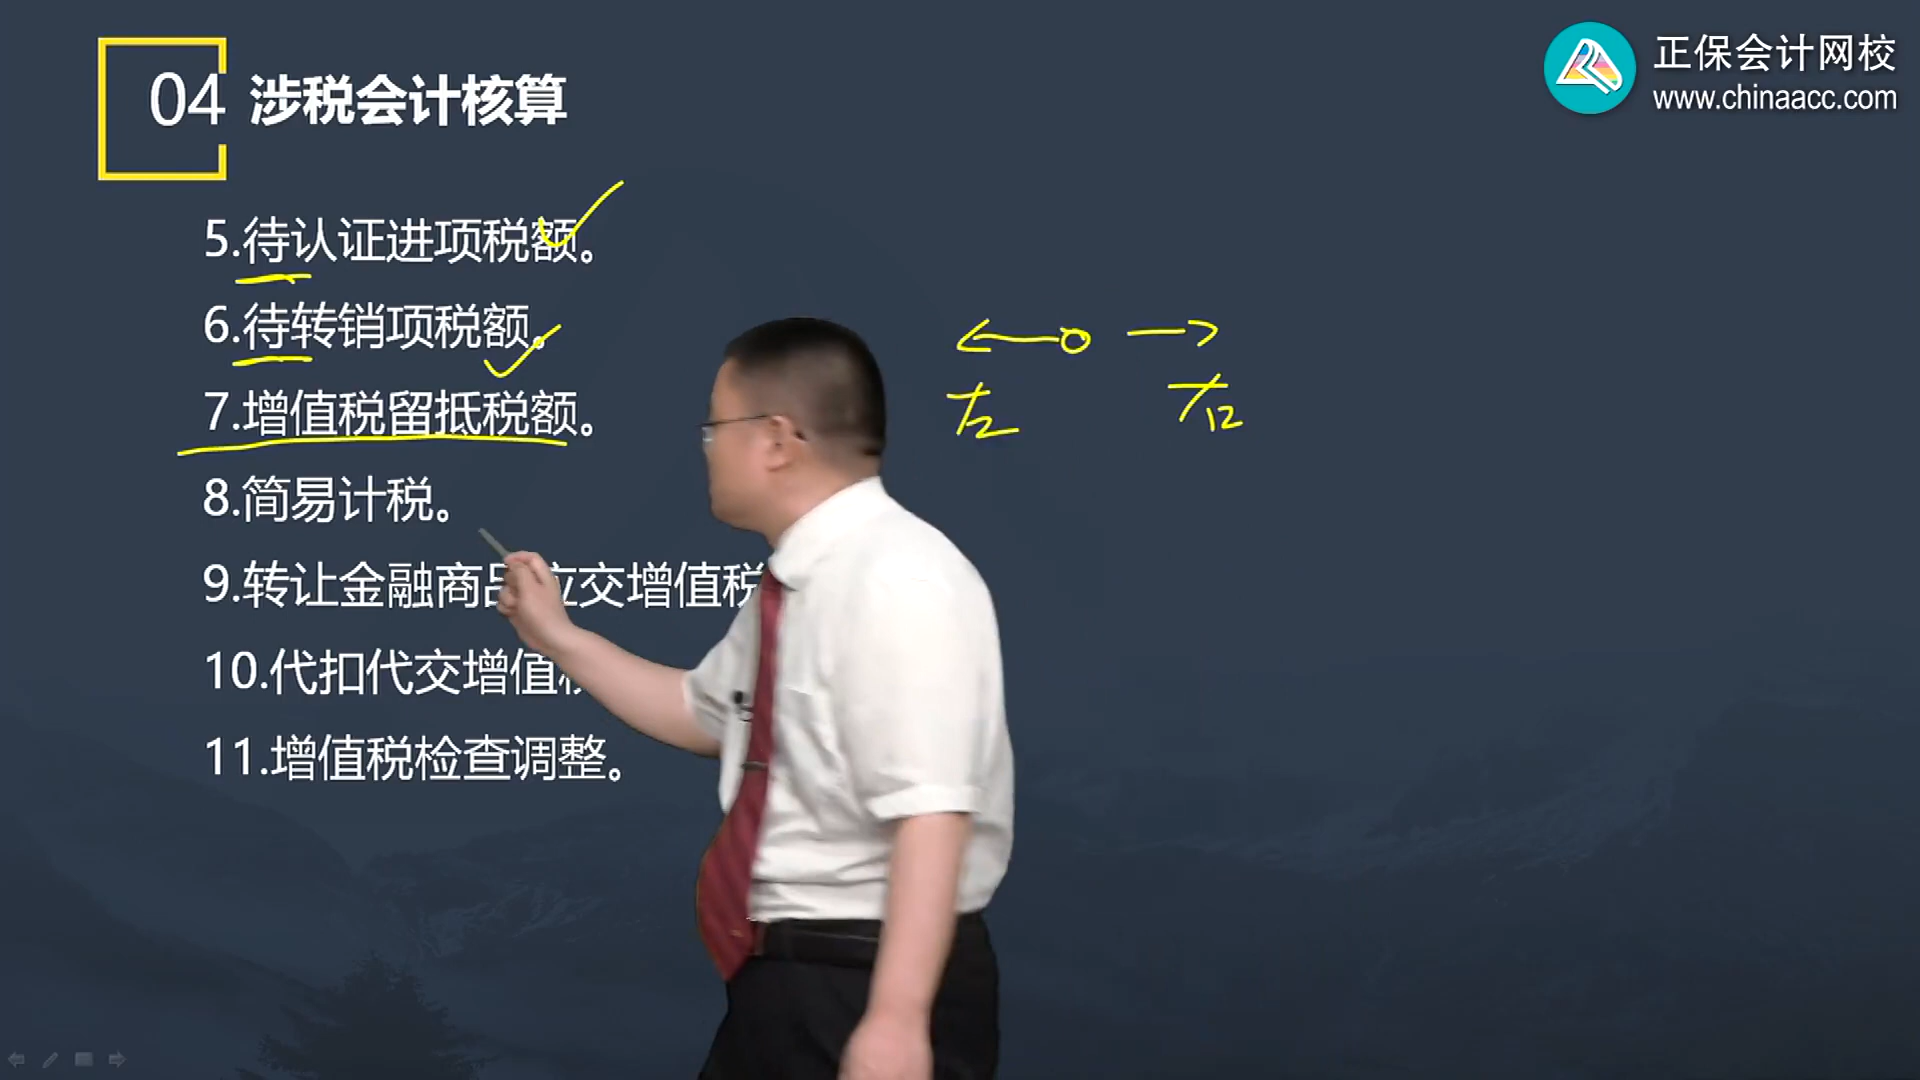 04 涉税会计核算
正保会计网校
www.chinaacc.com
5.待认证进项税额。
6.待转销项税额。
7.增值税留抵税额。
8.简易计税。
9.转让金融商品应交增值税
10.代扣代交增值税
11.增值税检查调整。